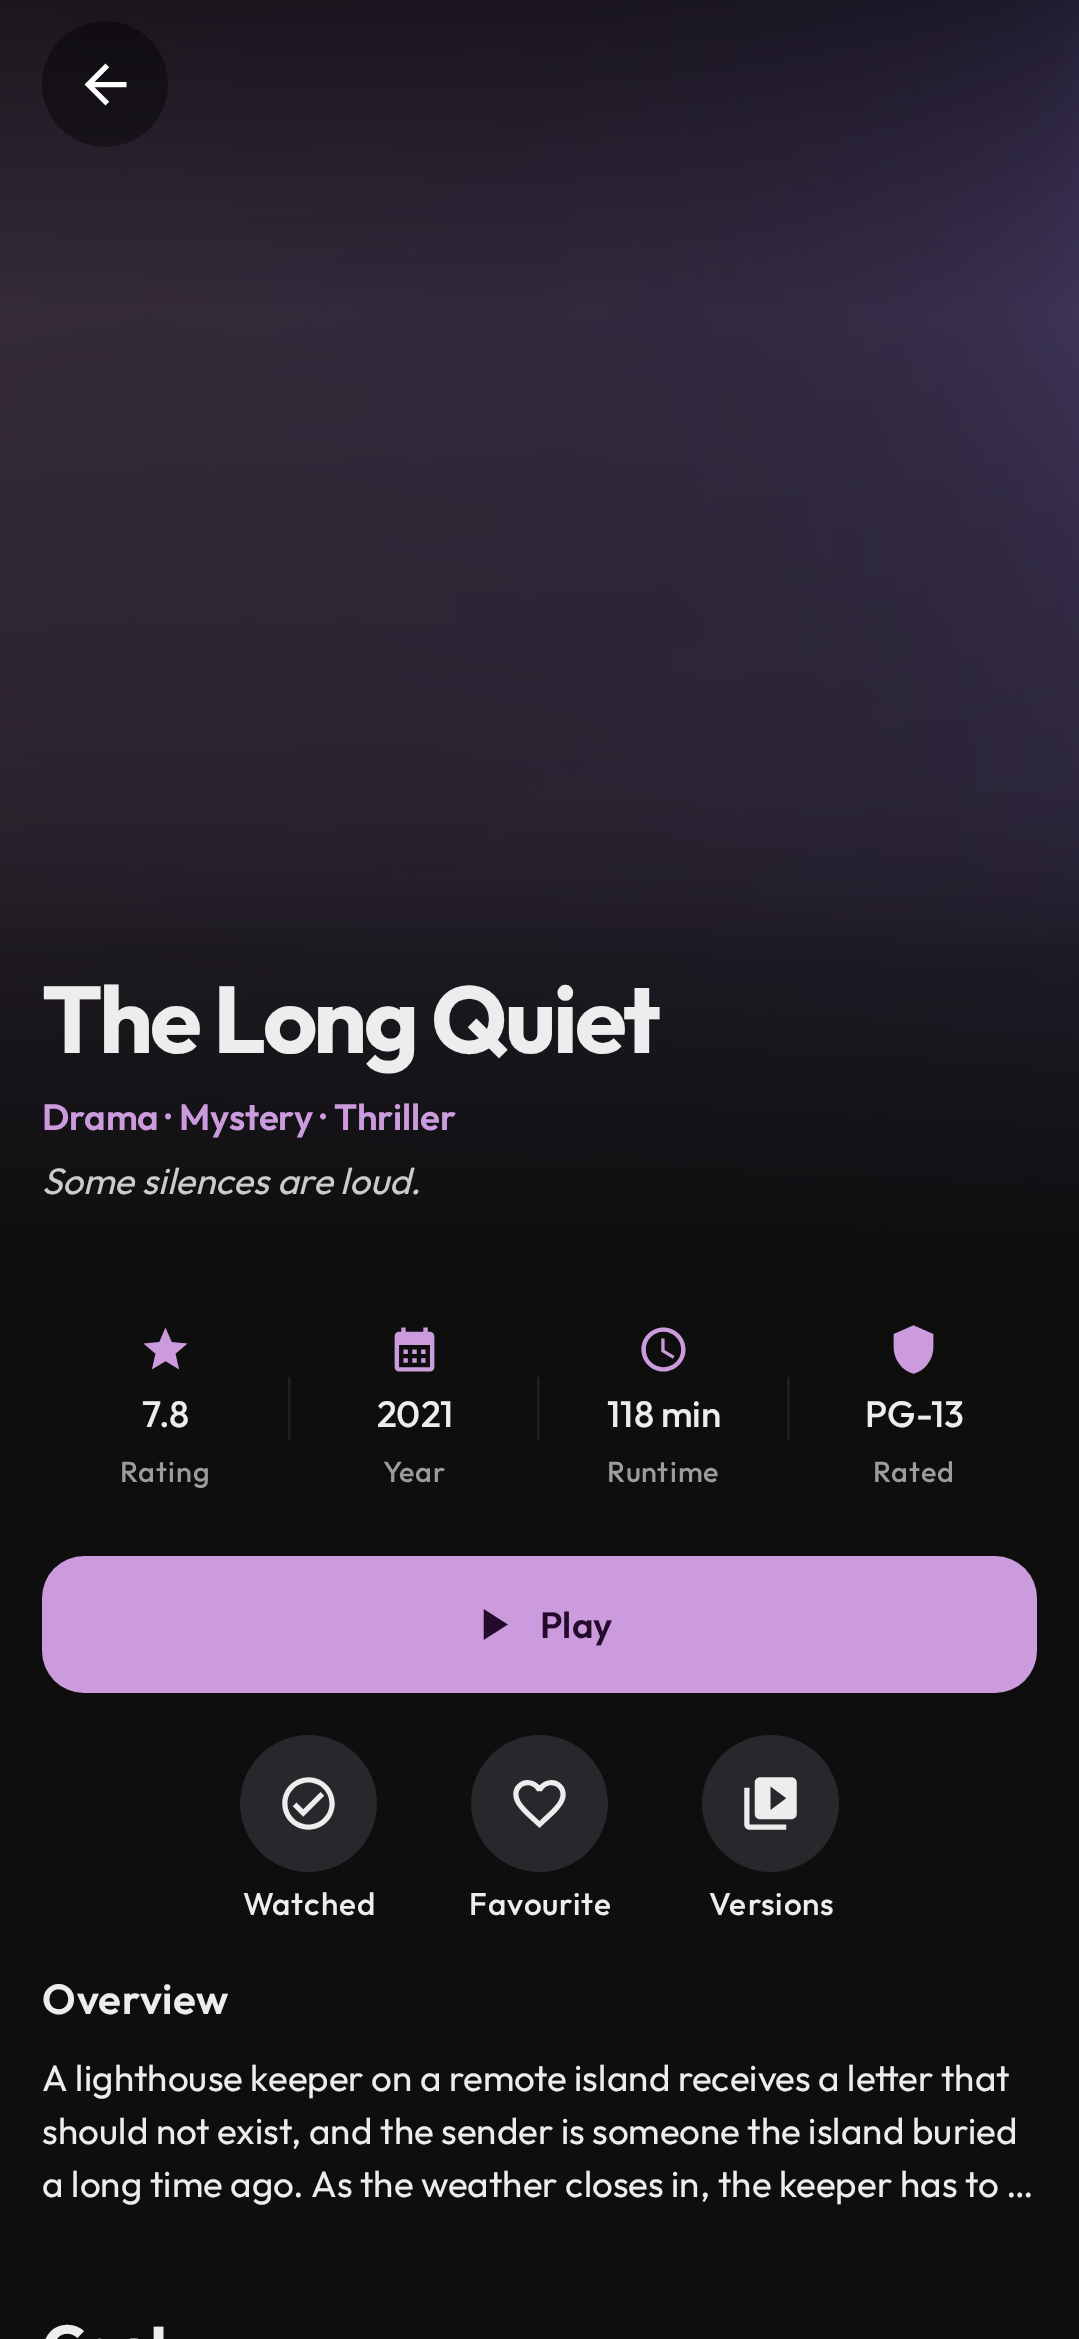 The Long Quiet
Drama · Mystery · Thriller
Some silences are loud.
7.8
2021
118 min
PG-13
Rating
Year
Runtime
Rated
Play
Watched
Favourite
Versions
Overview
A lighthouse keeper on a remote island receives a letter that
should not exist, and the sender is someone the island buried
a long time ago. As the weather closes in, the keeper has to ...